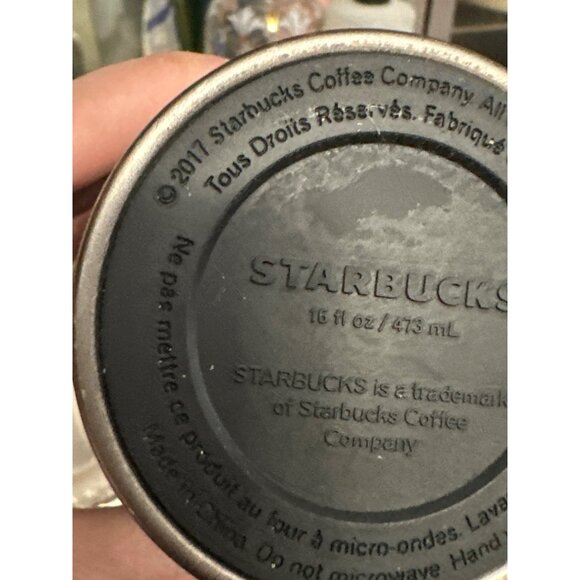 © 2017 Starbucks Coffee Company. All
Tous Droits Réservés. Fabriqué
STARBUCKS
16 fl oz / 473 mL
STARBUCKS is a trademark
of Starbucks Coffee
Company
Ne pas mettre ce produit au four à micro-ondes. Lava
Made in China. Do not microwave. Hand